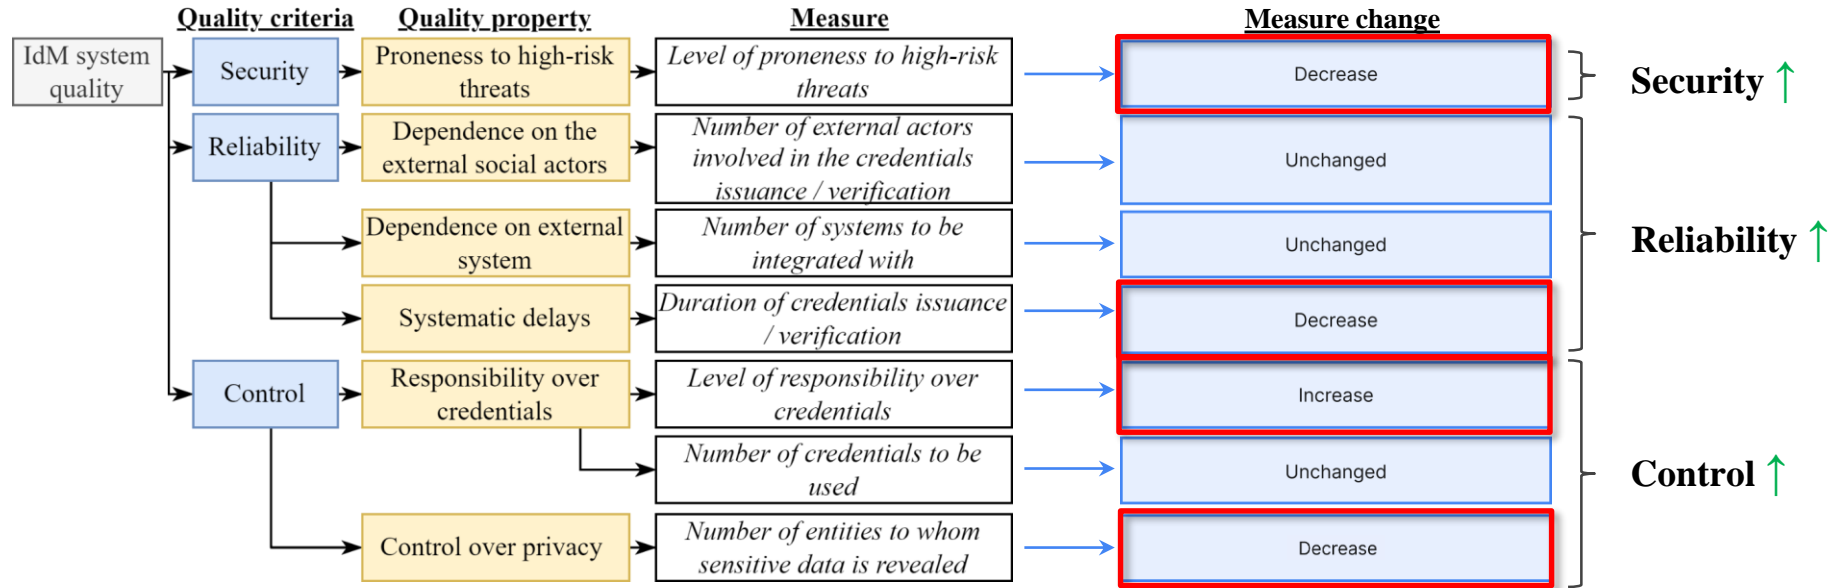 Quality criteria
Quality property
Measure
Measure change
IdM system
quality
Security
Proneness to high-risk
threats
Level of proneness to high-risk
threats
Decrease
Security ↑
Reliability
Dependence on the
external social actors
Number of external actors
involved in the credentials
issuance / verification
Unchanged
Dependence on external
system
Number of systems to be
integrated with
Unchanged
Reliability ↑
Systematic delays
Duration of credentials issuance
/ verification
Decrease
Control
Responsibility over
credentials
Level of responsibility over
credentials
Increase
Number of credentials to be
used
Unchanged
Control ↑
Control over privacy
Number of entities to whom
sensitive data is revealed
Decrease